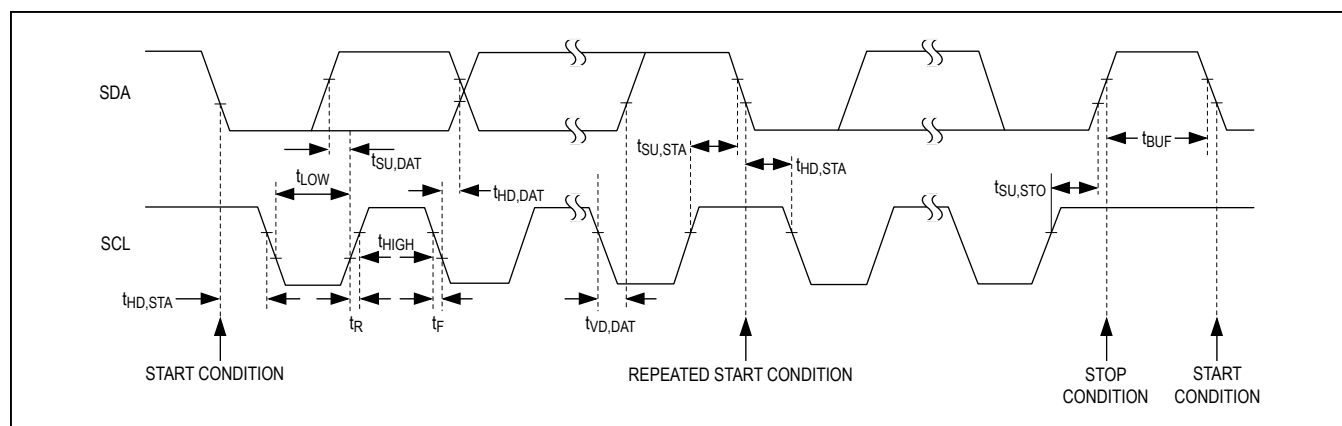 SDA
tSU,DAT
tLOW
tHD,DAT
tSU,STA
tHD,STA
tBUF
tSU,STO
SCL
tHIGH
tHD,STA
tR
tF
tVD,DAT
START CONDITION
REPEATED START CONDITION
STOP
CONDITION
START
CONDITION